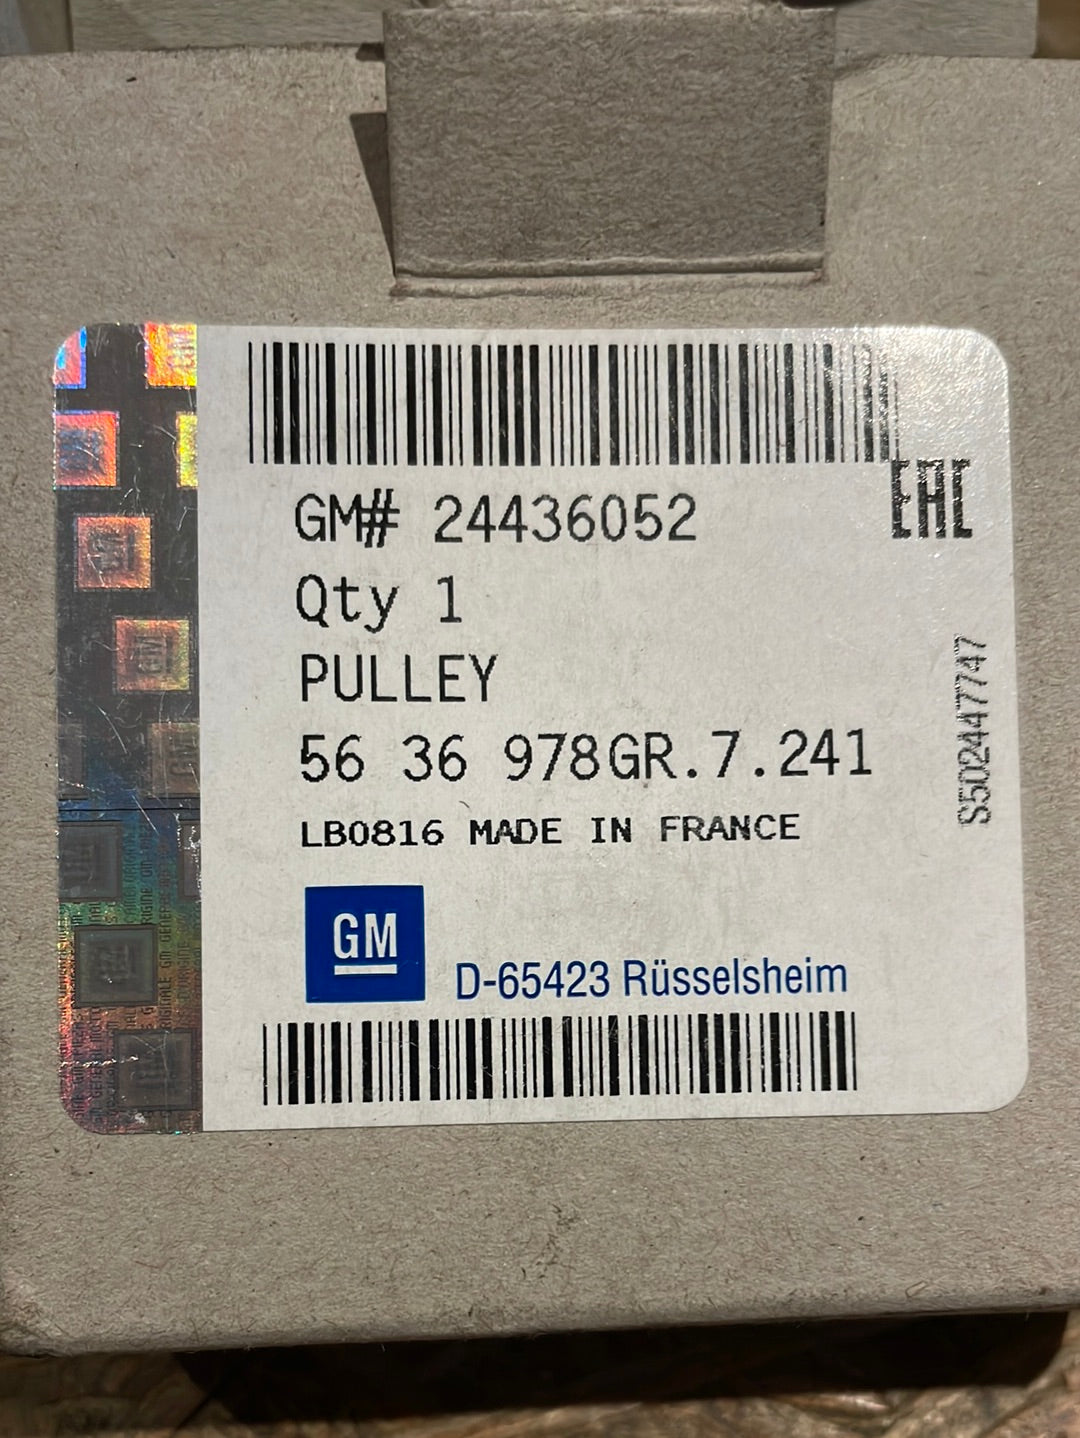 GM# 24436052
EAC
Qty 1
PULLEY
56 36 978GR.7.241
LB0816 MADE IN FRANCE
S502447747
GM
D-65423 Rüsselsheim
GM